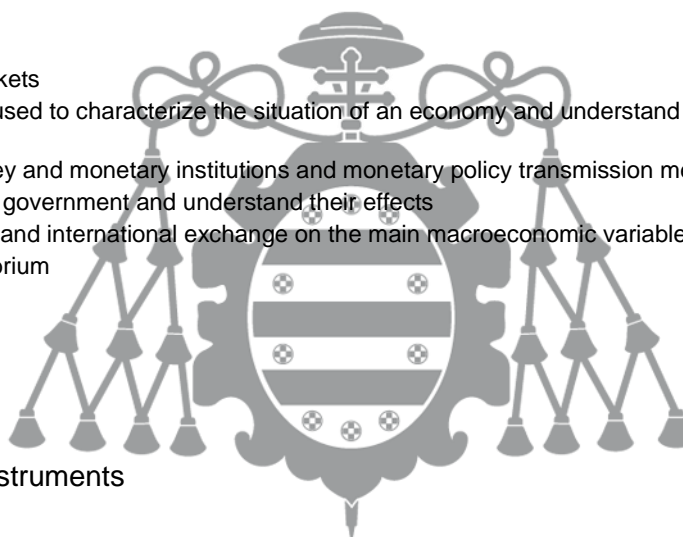 kets
used to characterize the situation of an economy and understand
ey and monetary institutions and monetary policy transmission me
government and understand their effects
and international exchange on the main macroeconomic variable
orium
struments